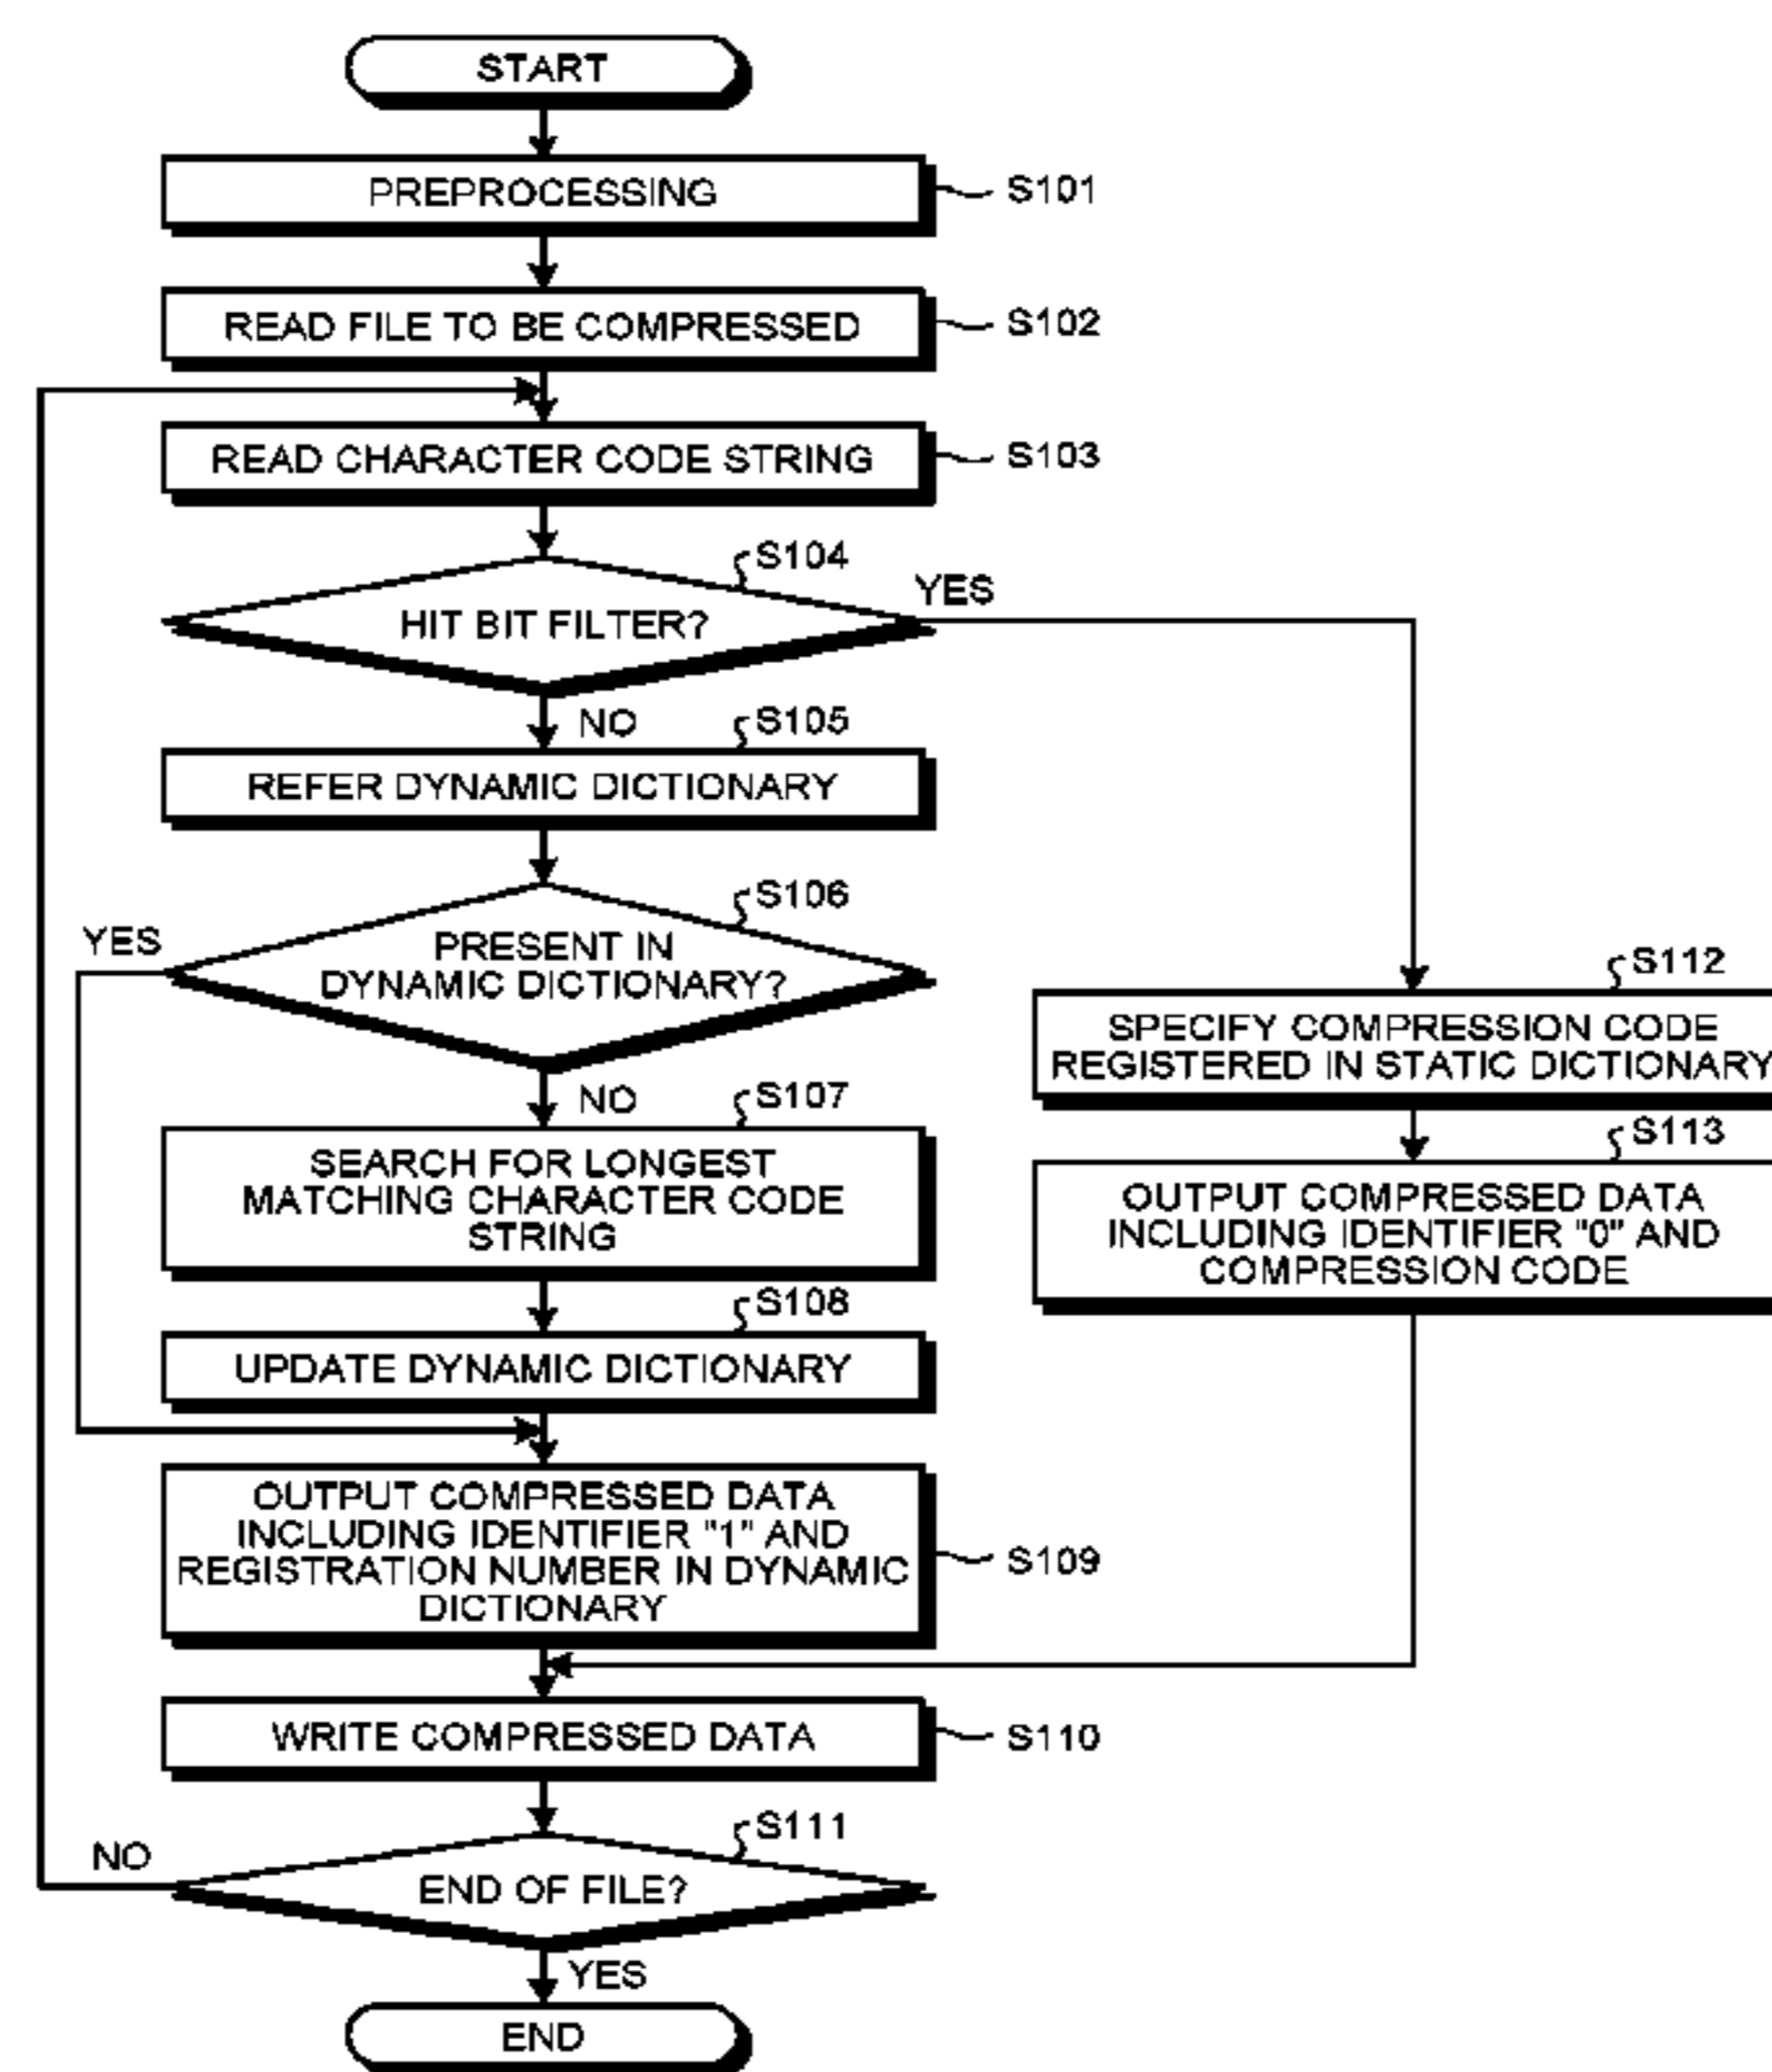 START
PREPROCESSING
S101
READ FILE TO BE COMPRESSED
S102
READ CHARACTER CODE STRING
S103
S104
HIT BIT FILTER?
YES
NO
S105
REFER DYNAMIC DICTIONARY
S106
YES
PRESENT IN
DYNAMIC DICTIONARY?
NO
S107
SEARCH FOR LONGEST
MATCHING CHARACTER CODE
STRING
S108
UPDATE DYNAMIC DICTIONARY
OUTPUT COMPRESSED DATA
INCLUDING IDENTIFIER "1" AND
REGISTRATION NUMBER IN DYNAMIC
DICTIONARY
S109
S112
SPECIFY COMPRESSION CODE
REGISTERED IN STATIC DICTIONARY
S113
OUTPUT COMPRESSED DATA
INCLUDING IDENTIFIER "0" AND
COMPRESSION CODE
WRITE COMPRESSED DATA
S110
S111
NO
END OF FILE?
YES
END